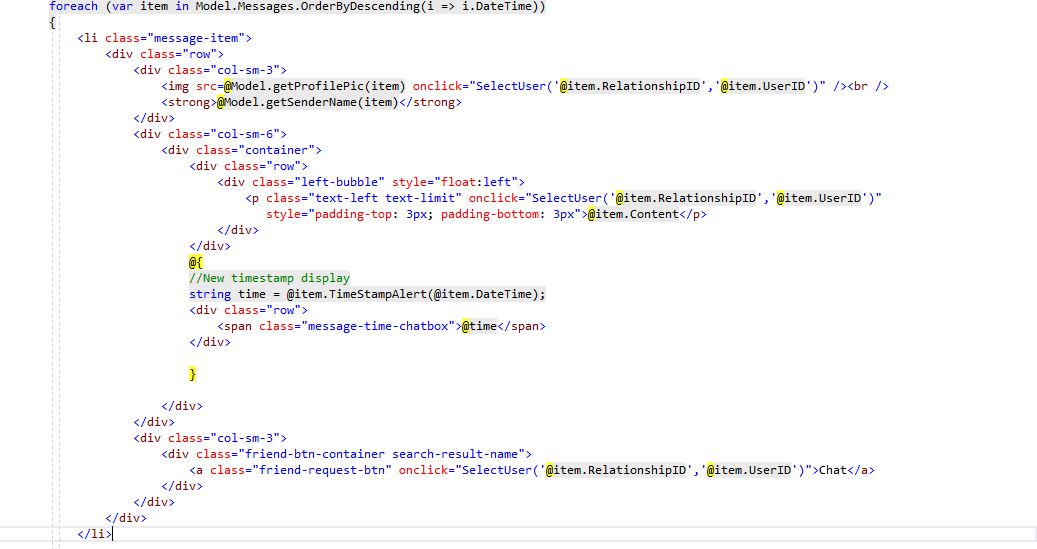 foreach (var item in Model.Messages.OrderByDescending(i => i.DateTime))
{
<li class="message-item">
<div class="row">
<div class="col-sm-3">
<img src=@Model.getProfilePic(item) onclick="SelectUser('@item.RelationshipID','@item.UserID')" /><br />
<strong>@Model.getSenderName(item)</strong>
</div>
<div class="col-sm-6">
<div class="container">
<div class="row">
<div class="left-bubble" style="float:left">
<p class="text-left text-limit" onclick="SelectUser('@item.RelationshipID','@item.UserID')"
style="padding-top: 3px; padding-bottom: 3px">@item.Content</p>
</div>
</div>
@{
//New timestamp display
string time = @item.TimeStampAlert(@item.DateTime);
<div class="row">
<span class="message-time-chatbox">@time</span>
</div>
}
</div>
</div>
<div class="col-sm-3">
<div class="friend-btn-container search-result-name">
<a class="friend-request-btn" onclick="SelectUser('@item.RelationshipID','@item.UserID')">Chat</a>
</div>
</div>
</div>
</li>